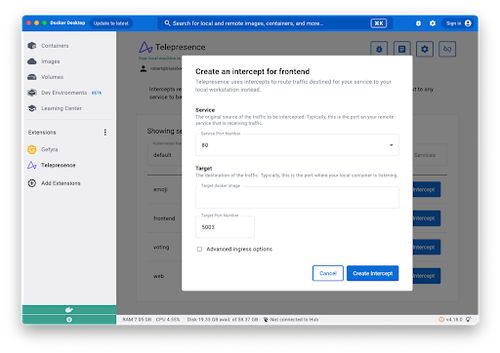 Docker Desktop
Update to latest
Search for local and remote images, containers, and more...
⌘K
Sign in
Containers
Images
Volumes
Dev Environments BETA
Learning Center
Extensions
Gefyra
Telepresence
Add Extensions
Telepresence
Intercepts
to any
service to be
Showing se
default
Services
emoji
Intercept
frontend
Intercept
voting
Intercept
web
Intercept
Create an intercept for frontend
Telepresence uses intercepts to route traffic destined for your service to your
local workstation instead.
Service
The original source of the traffic to be intercepted. Typically, this is the port on your remote
service that is receiving traffic.
Service Port Number
80
Target
The destination of the traffic. Typically, this is the port where your local container is listening.
Target docker image
Target Port Number
5003
Advanced ingress options
Cancel
Create Intercept
RAM 7.05 GB CPU 4.55% Disk 19.33 GB avail. of 58.37 GB Not connected to Hub
v4.19.0